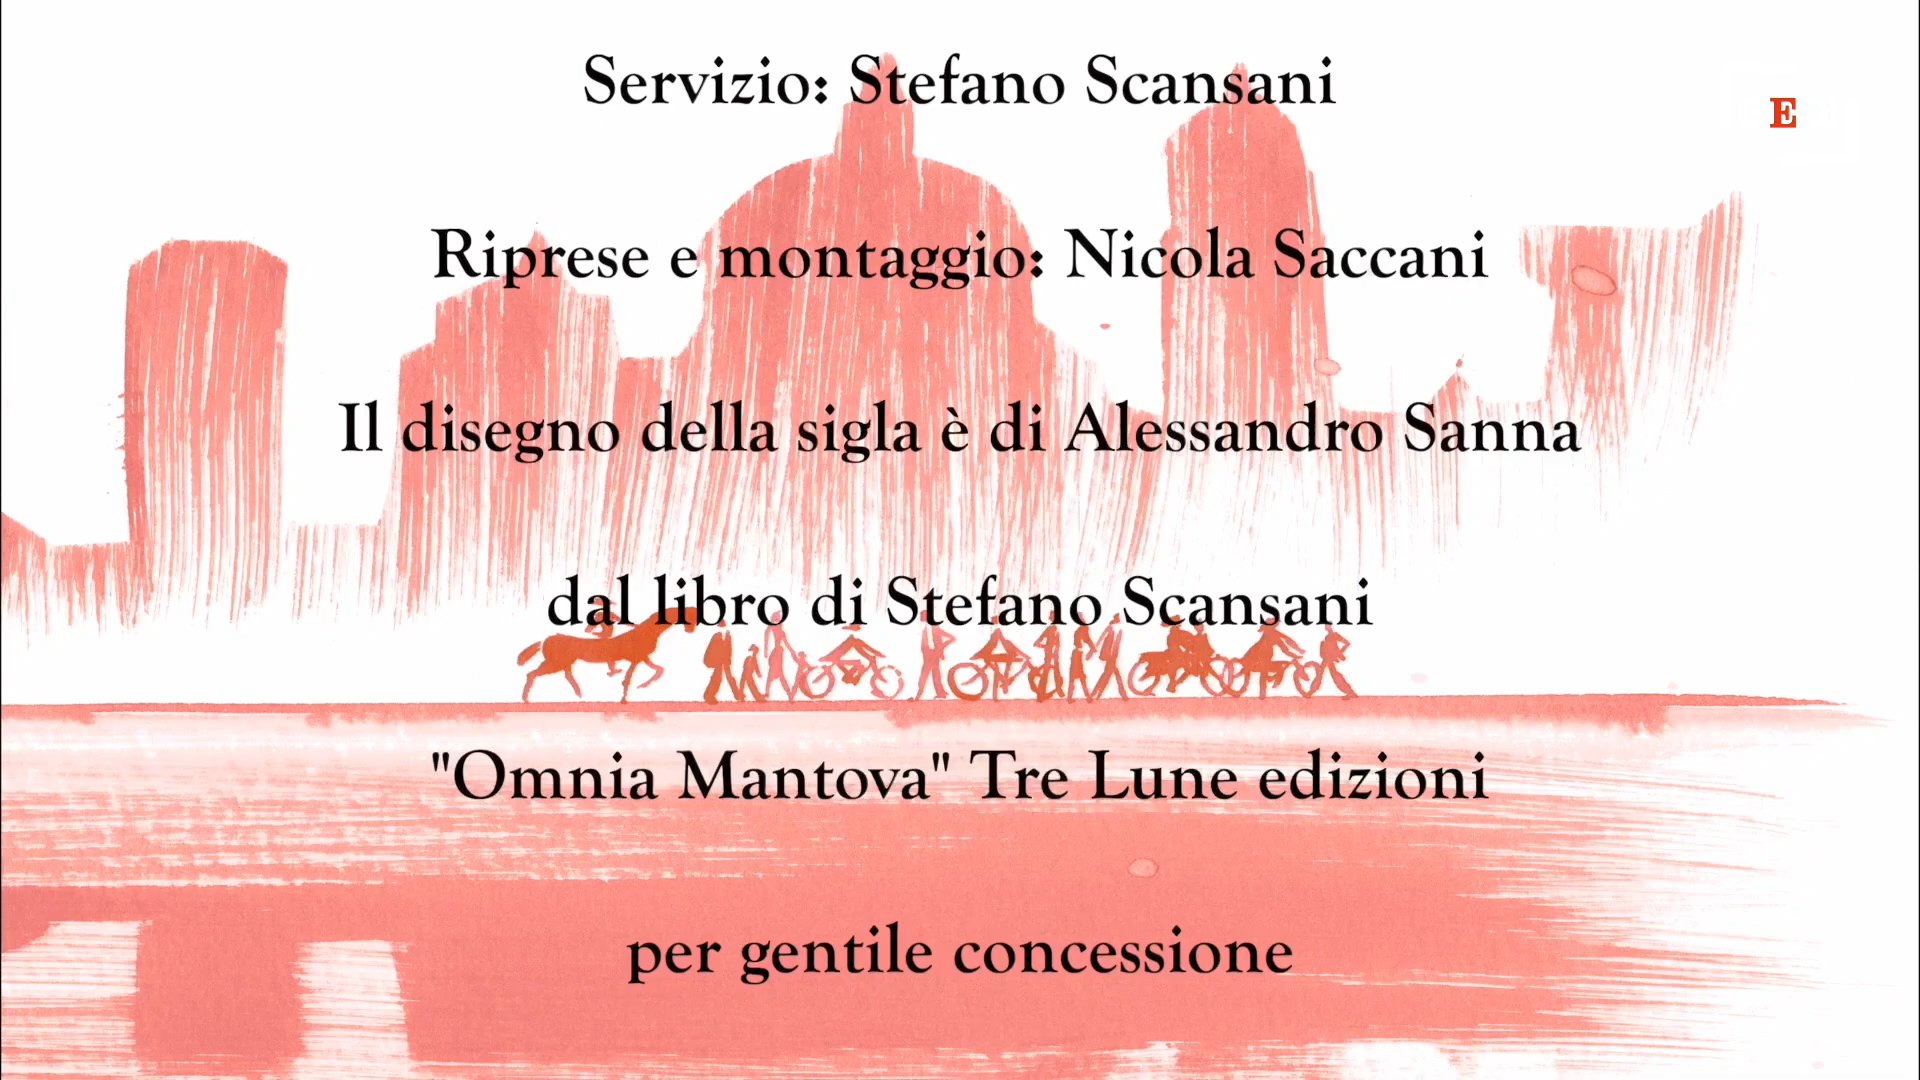 Servizio: Stefano Scansani
E
Riprese e montaggio: Nicola Saccani
Il disegno della sigla è di Alessandro Sanna
dal libro di Stefano Scansani
"Omnia Mantova" Tre Lune edizioni
per gentile concessione